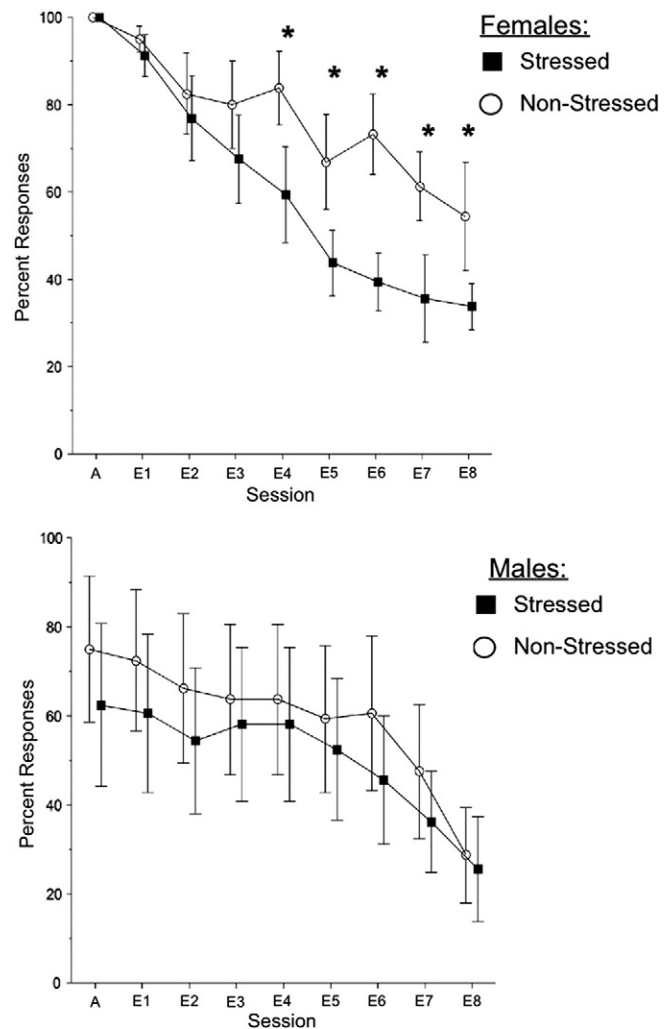 Females:
Stressed
Non-Stressed
* * * * *
Percent Responses
100
80
60
40
20
0
A E1 E2 E3 E4 E5 E6 E7 E8
Session
Males:
Stressed
Non-Stressed
Percent Responses
100
80
60
40
20
0
A E1 E2 E3 E4 E5 E6 E7 E8
Session